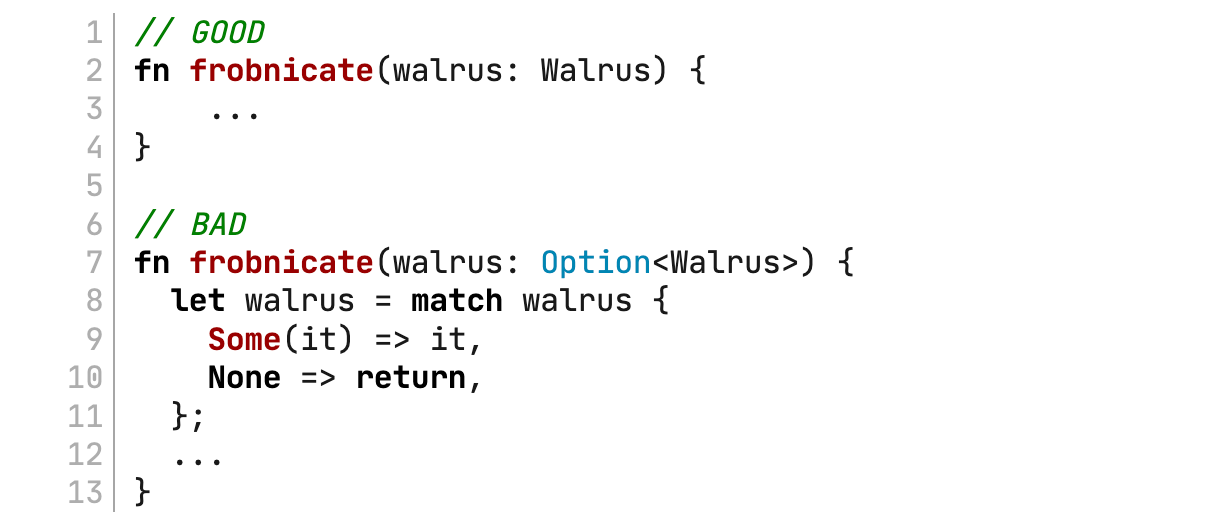 1 // GOOD
2 fn frobnicate(walrus: Walrus) {
3     ...
4 }
5
6 // BAD
7 fn frobnicate(walrus: Option<Walrus>) {
8   let walrus = match walrus {
9     Some(it) => it,
10     None => return,
11   };
12   ...
13 }